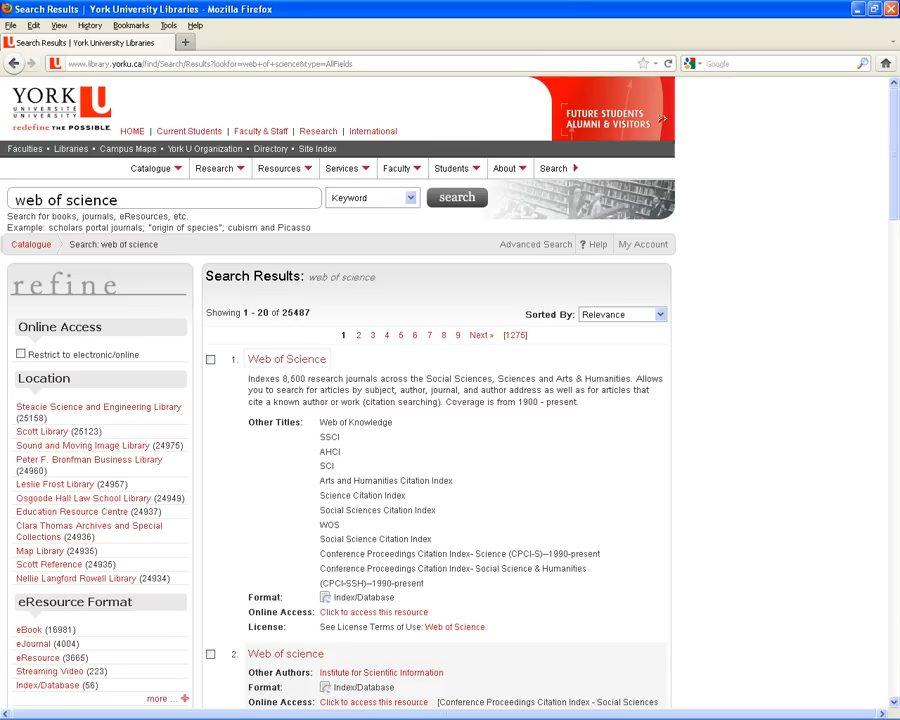 Search Results | York University Libraries - Mozilla Firefox
File Edit View History Bookmarks Tools Help
Search Results | York University Libraries
www.library.yorku.ca/find/Search/Results?lookfor=web+of+science&type=AllFields
Google
YORK U
UNIVERSITÉ
UNIVERSITY
redefine THE POSSIBLE.
HOME | Current Students | Faculty & Staff | Research | International
FUTURE STUDENTS
ALUMNI & VISITORS
Faculties • Libraries • Campus Maps • York U Organization • Directory • Site Index
Catalogue Research Resources Services Faculty Students About Search
web of science Keyword search
Search for books, journals, eResources, etc.
Example: scholars portal journals; "origin of species"; cubism and Picasso
Catalogue Search: web of science Advanced Search ? Help My Account
refine
Online Access
Restrict to electronic/online
Location
Steacie Science and Engineering Library
(25158)
Scott Library (25123)
Sound and Moving Image Library (24975)
Peter F. Bronfman Business Library
(24960)
Leslie Frost Library (24957)
Osgoode Hall Law School Library (24949)
Education Resource Centre (24937)
Clara Thomas Archives and Special
Collections (24936)
Map Library (24935)
Scott Reference (24935)
Nellie Langford Rowell Library (24934)
eResource Format
eBook (16981)
eJournal (4004)
eResource (3665)
Streaming Video (223)
Index/Database (56)
more ...
Search Results: web of science
Showing 1 - 20 of 25487
Sorted By: Relevance
1 2 3 4 5 6 7 8 9 Next » [1275]
1. Web of Science
Indexes 8,500 research journals across the Social Sciences, Sciences and Arts & Humanities. Allows
you to search for articles by subject, author, journal, and author address as well as for articles that
cite a known author or work (citation searching). Coverage is from 1900 - present.
Other Titles: Web of Knowledge
SSCI
AHCI
SCI
Arts and Humanities Citation Index
Science Citation Index
Social Sciences Citation Index
WOS
Social Science Citation Index
Conference Proceedings Citation Index- Science (CPCI-S)--1990-present
Conference Proceedings Citation Index- Social Science & Humanities
(CPCI-SSH)--1990-present
Format: Index/Database
Online Access: Click to access this resource
License: See License Terms of Use: Web of Science
2. Web of science
Other Authors: Institute for Scientific Information
Format: Index/Database
Online Access: Click to access this resource [Conference Proceedings Citation Index - Social Sciences